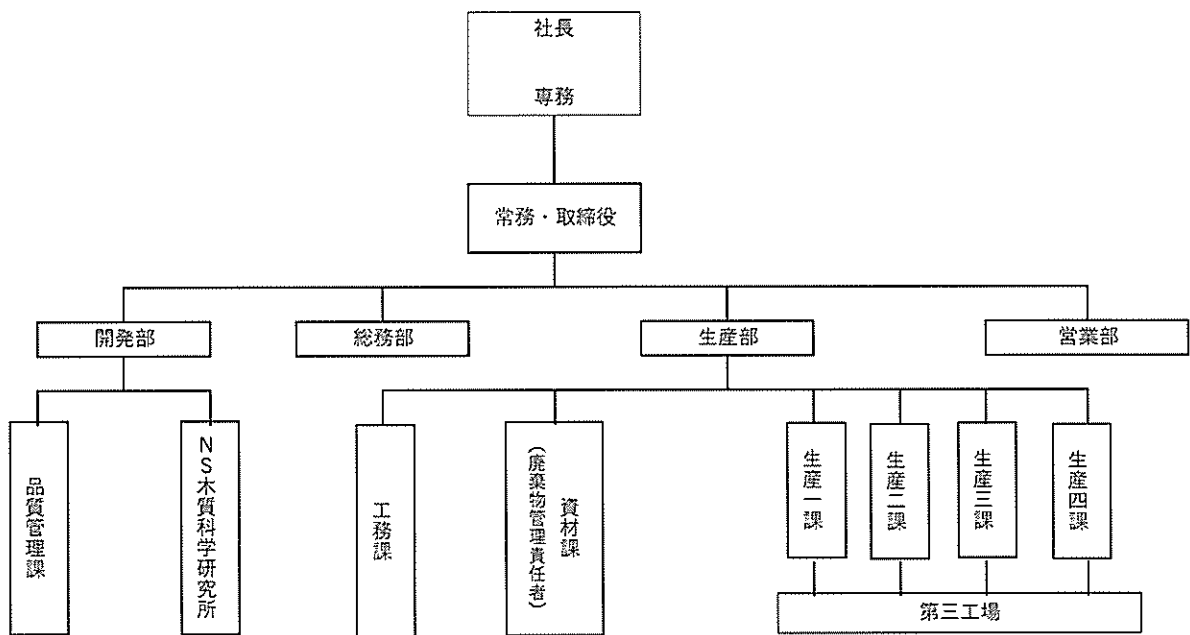 社長
専務
常務・取締役
開発部
総務部
生産部
営業部
品質管理課
NS木質科学研究所
工務課
資材課
(廃棄物管理責任者)
生産一課
生産二課
生産三課
生産四課
第三工場